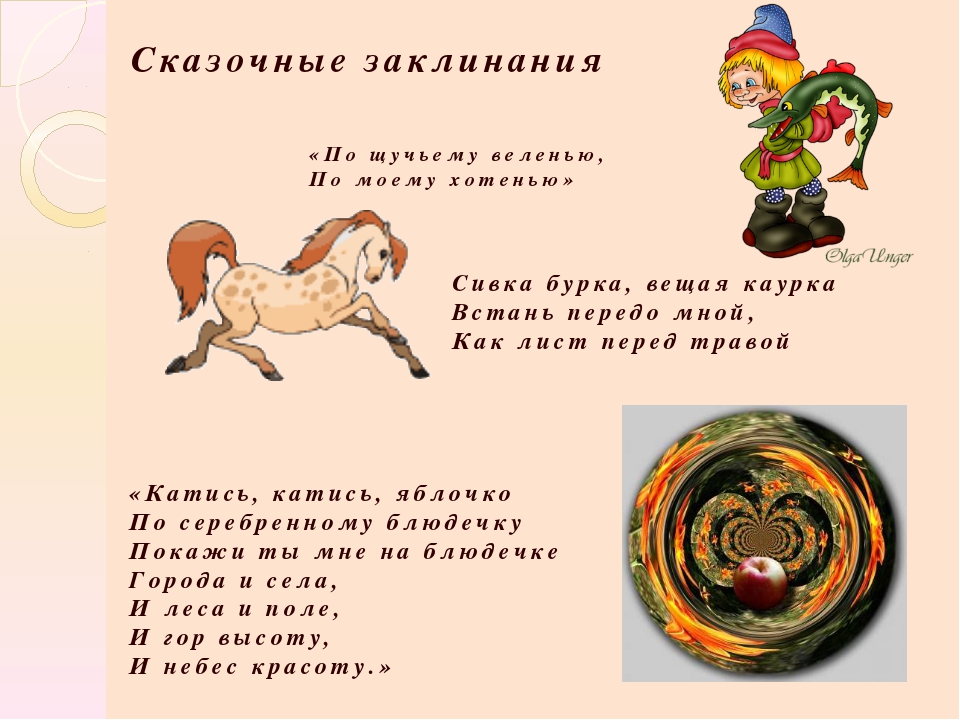 Сказочные заклинания
«По щучьему веленью,
По моему хотенью»
Olga Unger
Сивка бурка, вещая каурка
Встань передо мной,
Как лист перед травой
«Катись, катись, яблочко
По серебренному блюдечку
Покажи ты мне на блюдечке
Города и села,
И леса и поле,
И гор высоту,
И небес красоту.»